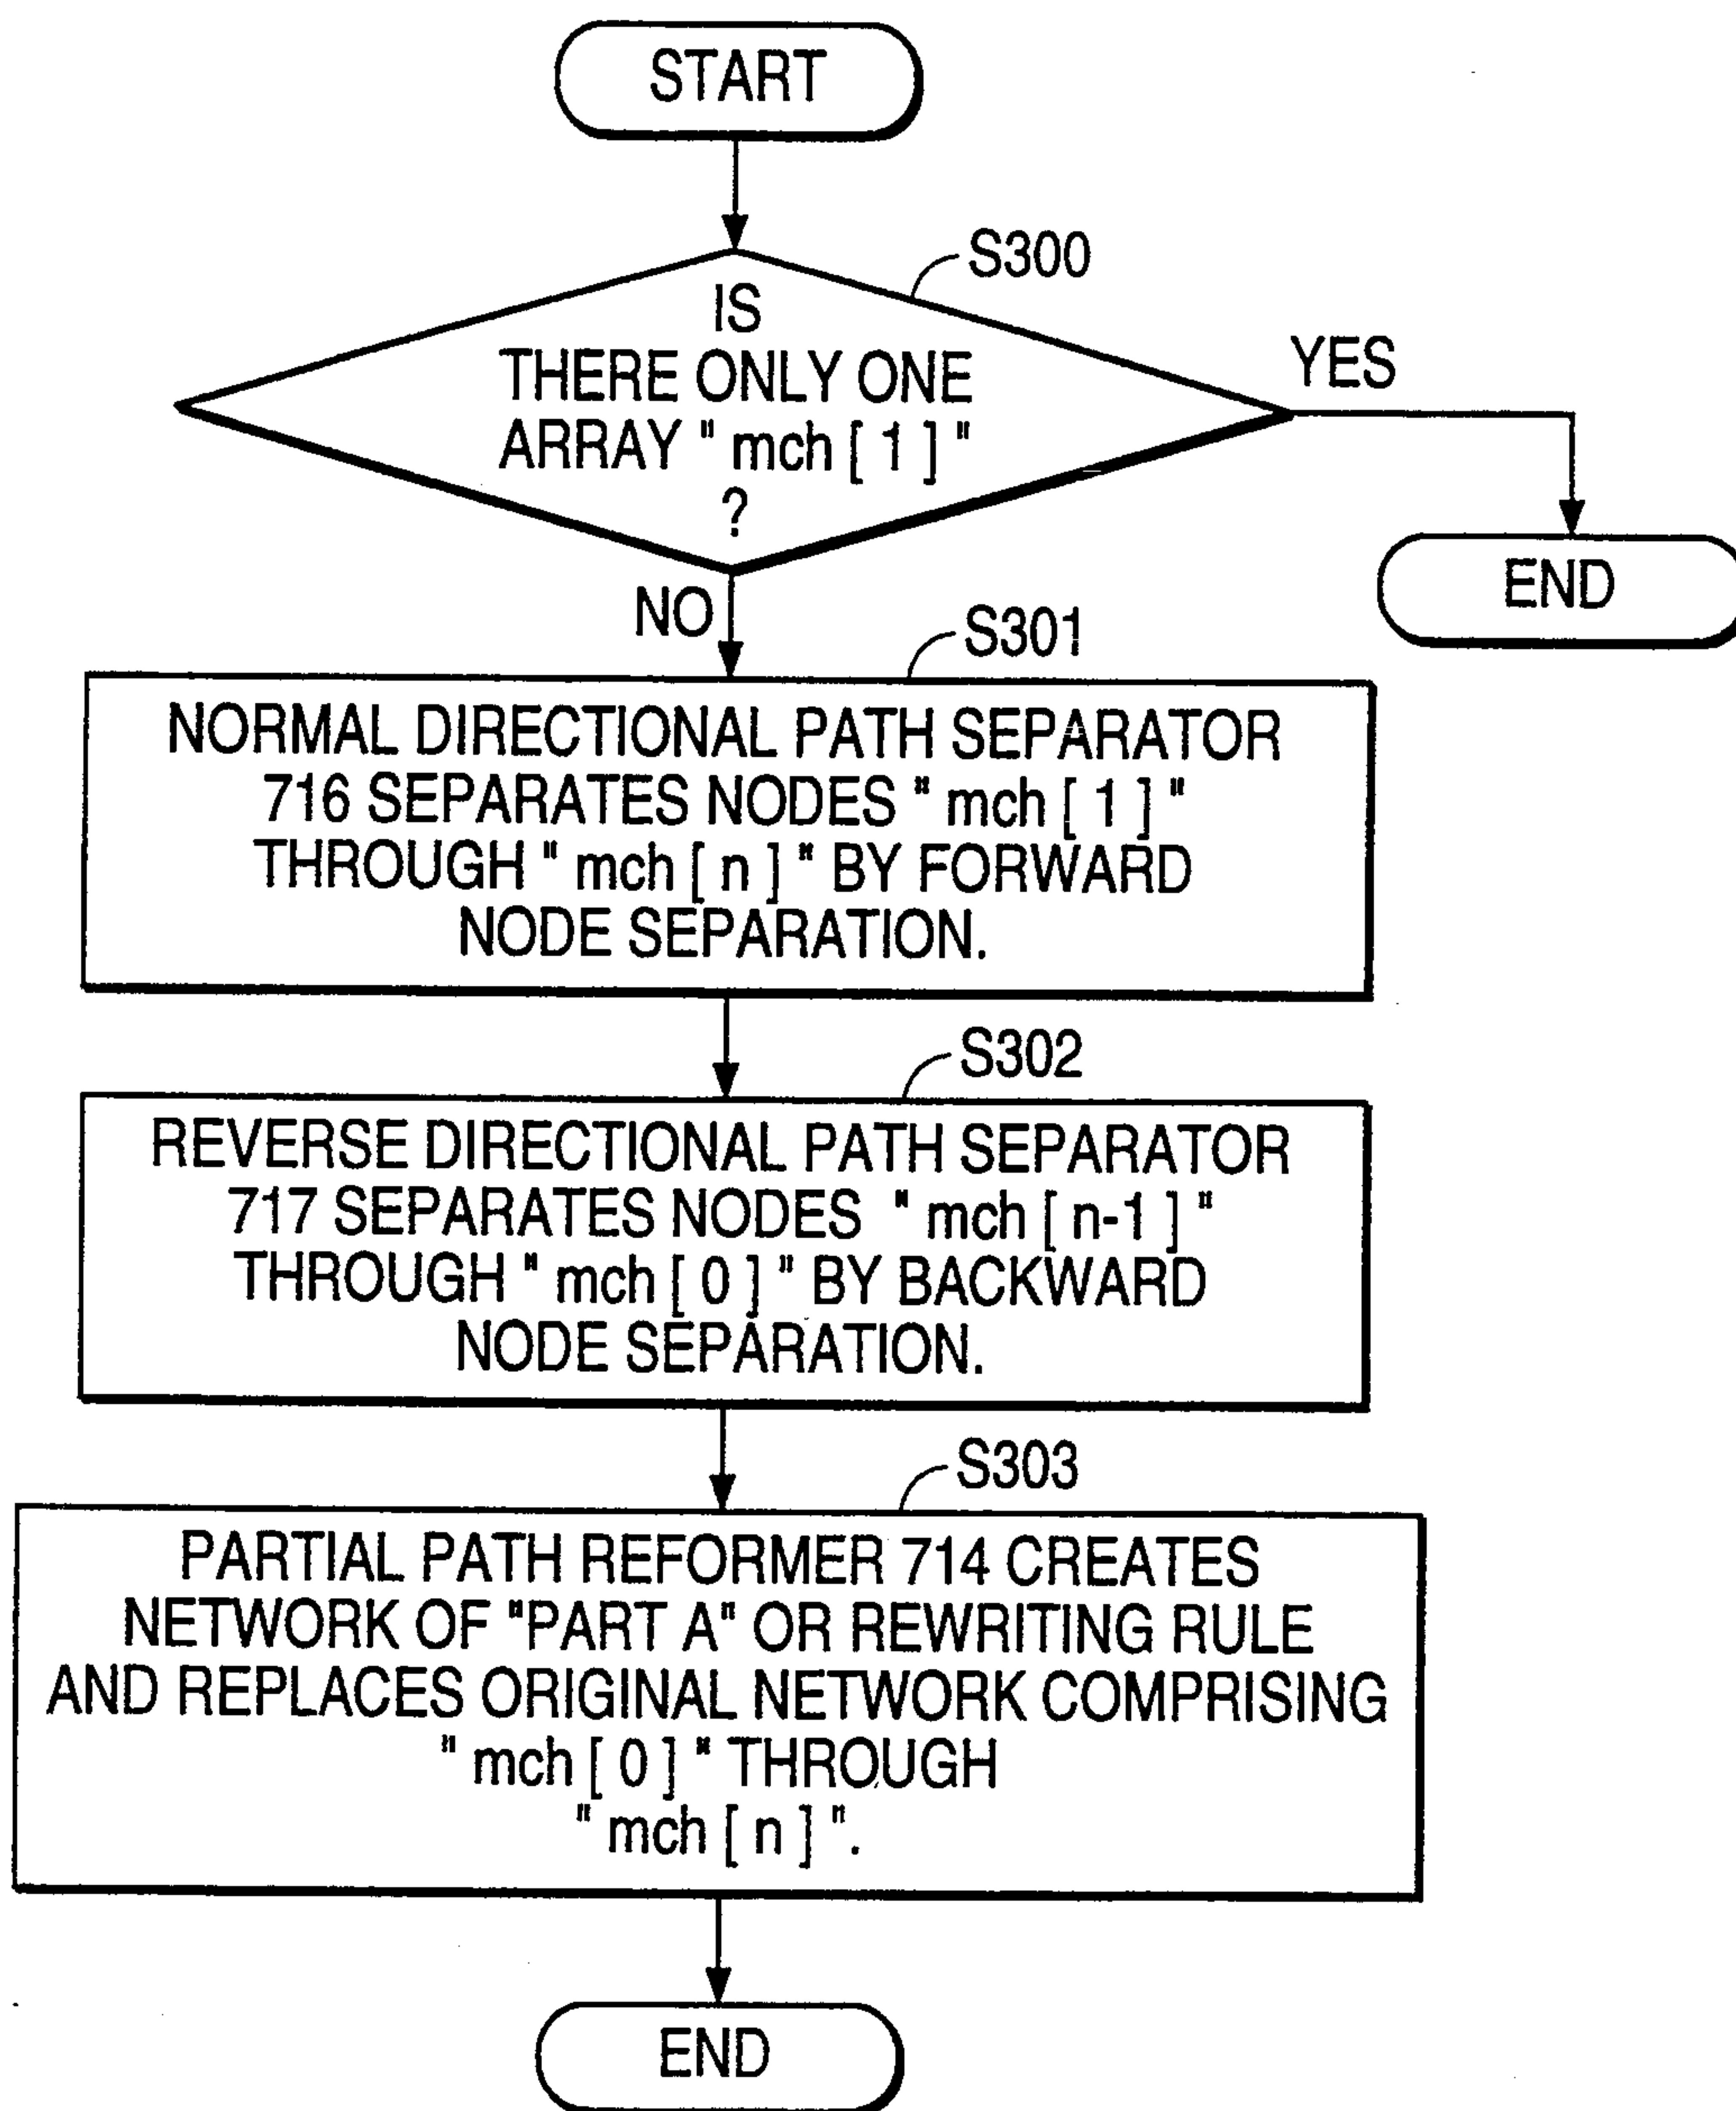 START
S300
IS
THERE ONLY ONE
ARRAY " mch [ 1 ] "
?
YES
END
NO
S301
NORMAL DIRECTIONAL PATH SEPARATOR
716 SEPARATES NODES " mch [ 1 ] "
THROUGH " mch [ n ] " BY FORWARD
NODE SEPARATION.
S302
REVERSE DIRECTIONAL PATH SEPARATOR
717 SEPARATES NODES " mch [ n-1 ] "
THROUGH " mch [ 0 ] " BY BACKWARD
NODE SEPARATION.
S303
PARTIAL PATH REFORMER 714 CREATES
NETWORK OF "PART A" OR REWRITING RULE
AND REPLACES ORIGINAL NETWORK COMPRISING
" mch [ 0 ] " THROUGH
" mch [ n ] ".
END